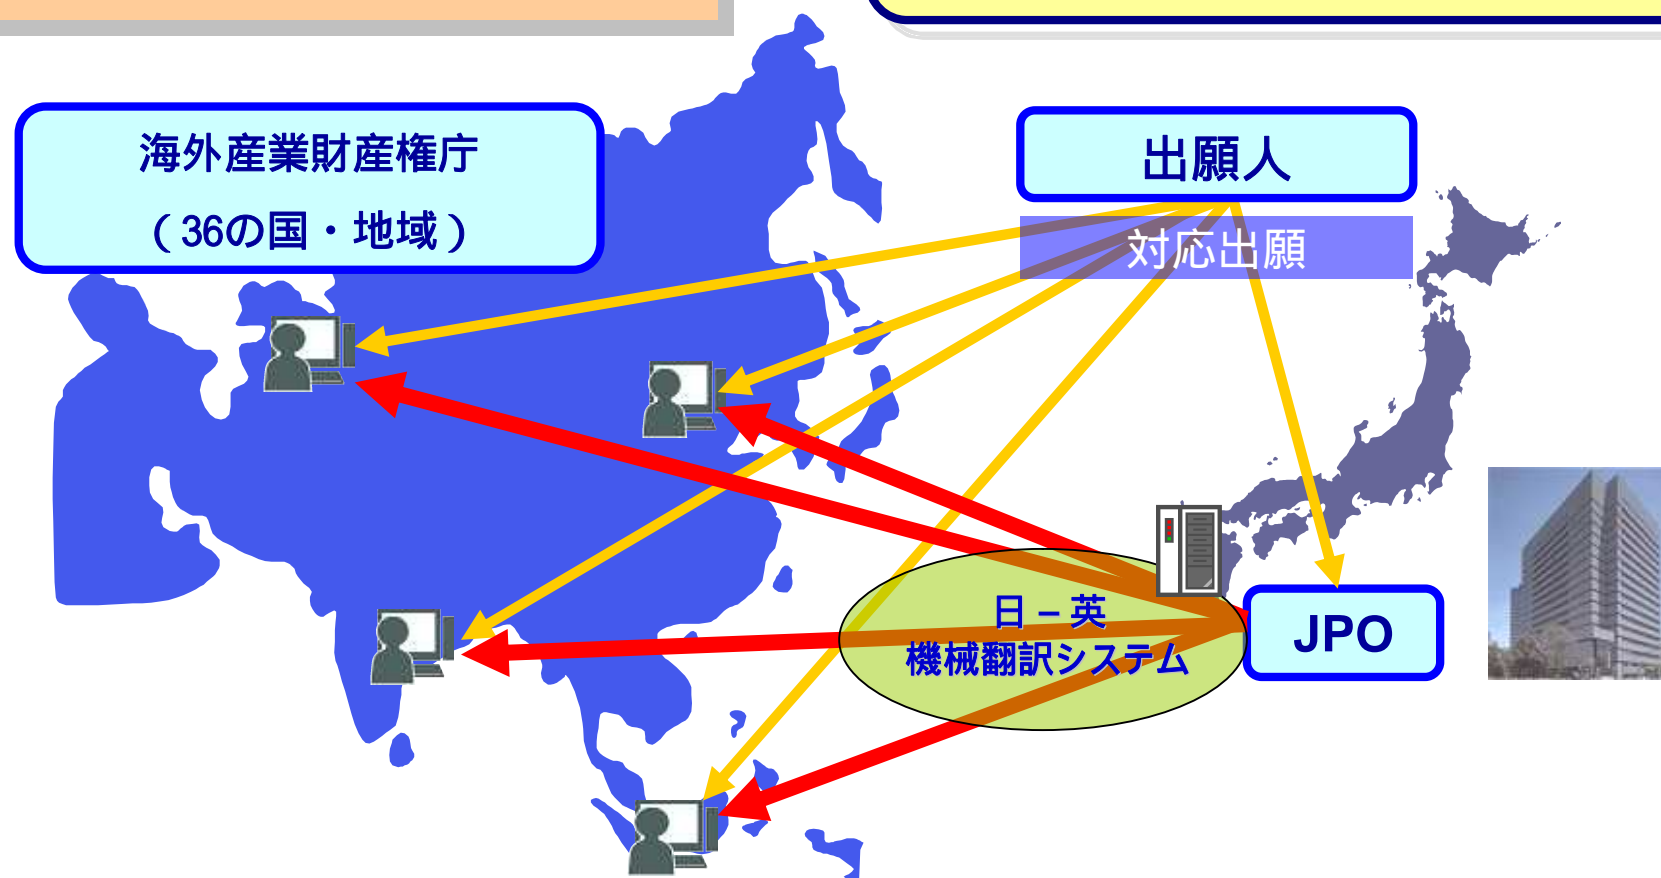 海外産業財産権庁
（36の国・地域）
出願人
対応出願
日－英
機械翻訳システム
JPO